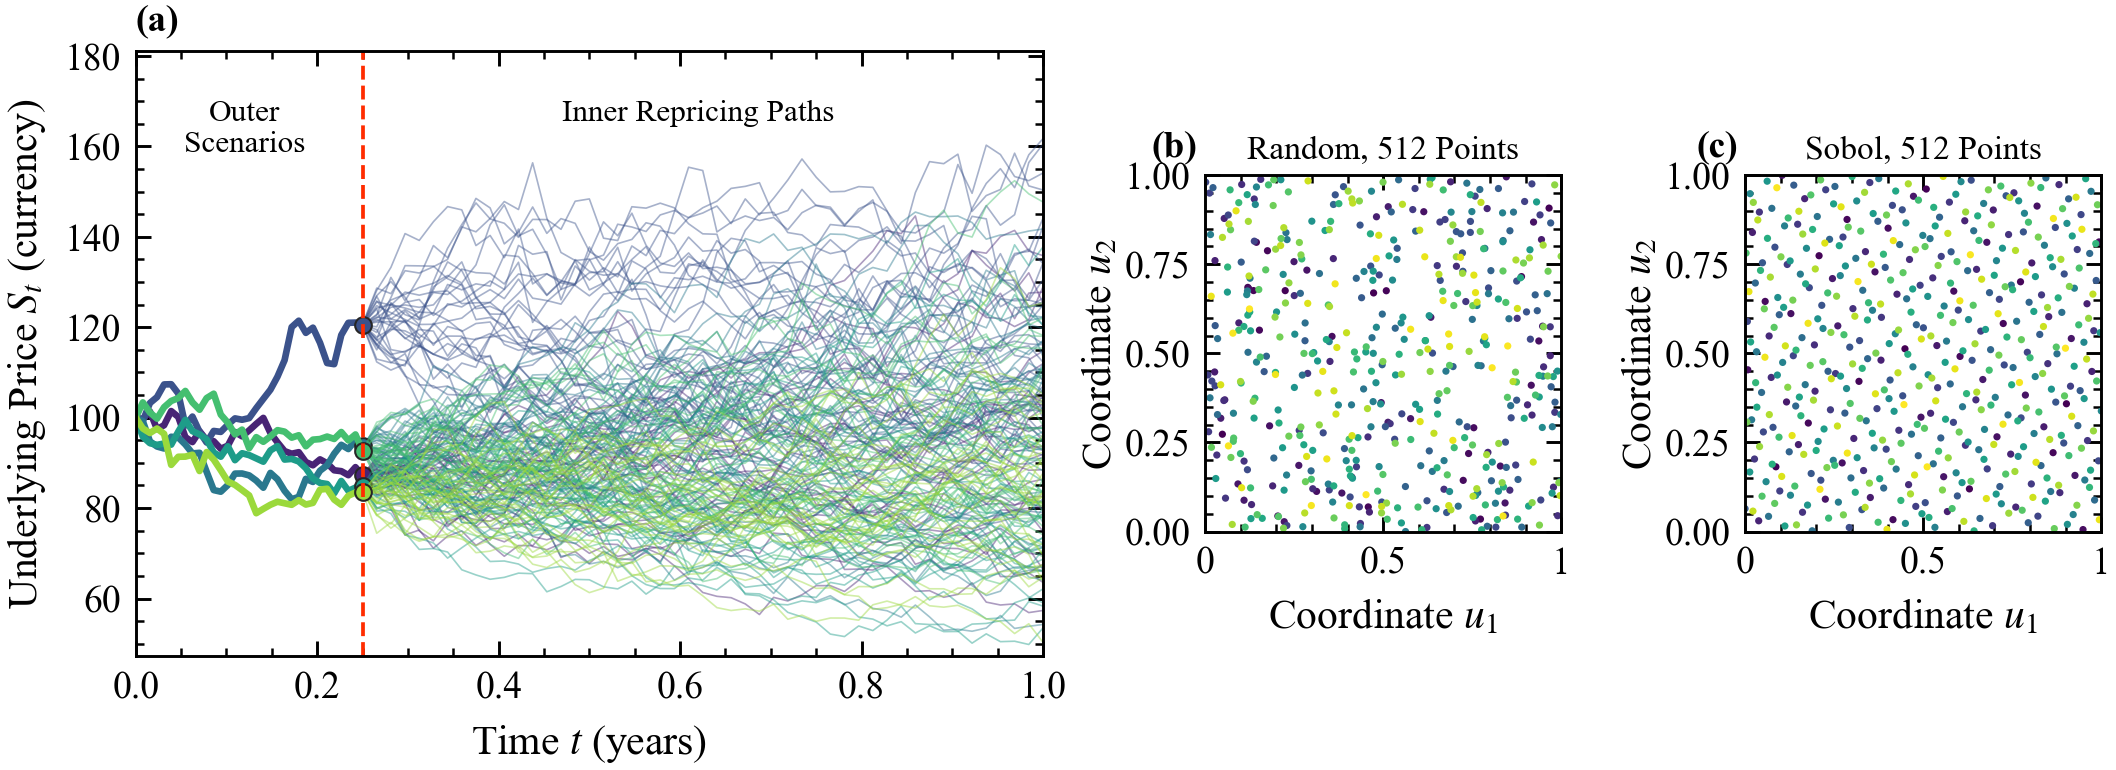 (a)
180
160
140
120
100
80
60
Underlying Price S_t (currency)
Outer
Scenarios
Inner Repricing Paths
0.0 0.2 0.4 0.6 0.8 1.0
Time t (years)
(b)
Random, 512 Points
1.00
0.75
0.50
0.25
0.00
Coordinate u_2
0 0.5 1
Coordinate u_1
(c)
Sobol, 512 Points
1.00
0.75
0.50
0.25
0.00
Coordinate u_2
0 0.5 1
Coordinate u_1